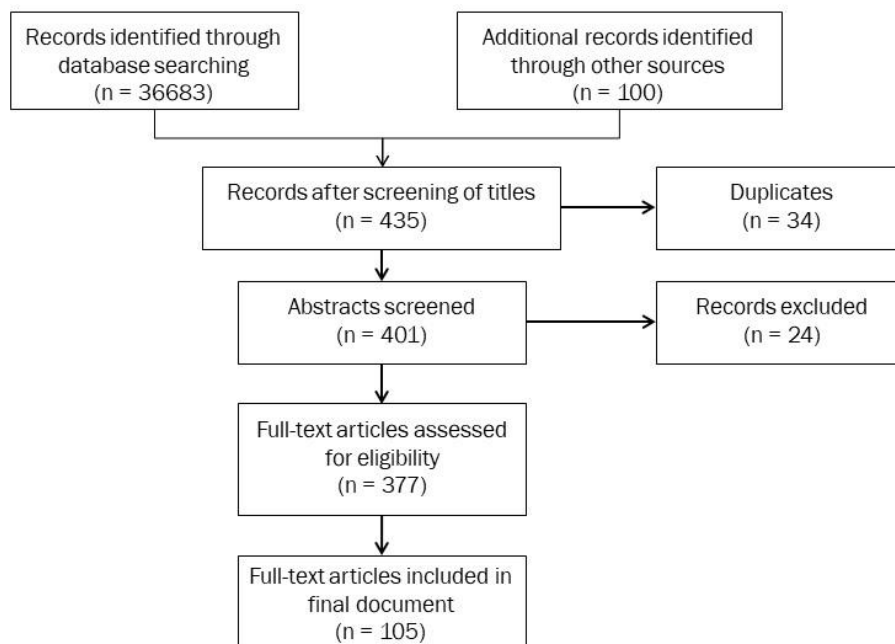 Records identified through
database searching
(n = 36683)
Additional records identified
through other sources
(n = 100)
Records after screening of titles
(n = 435)
Duplicates
(n = 34)
Abstracts screened
(n = 401)
Records excluded
(n = 24)
Full-text articles assessed
for eligibility
(n = 377)
Full-text articles included in
final document
(n = 105)